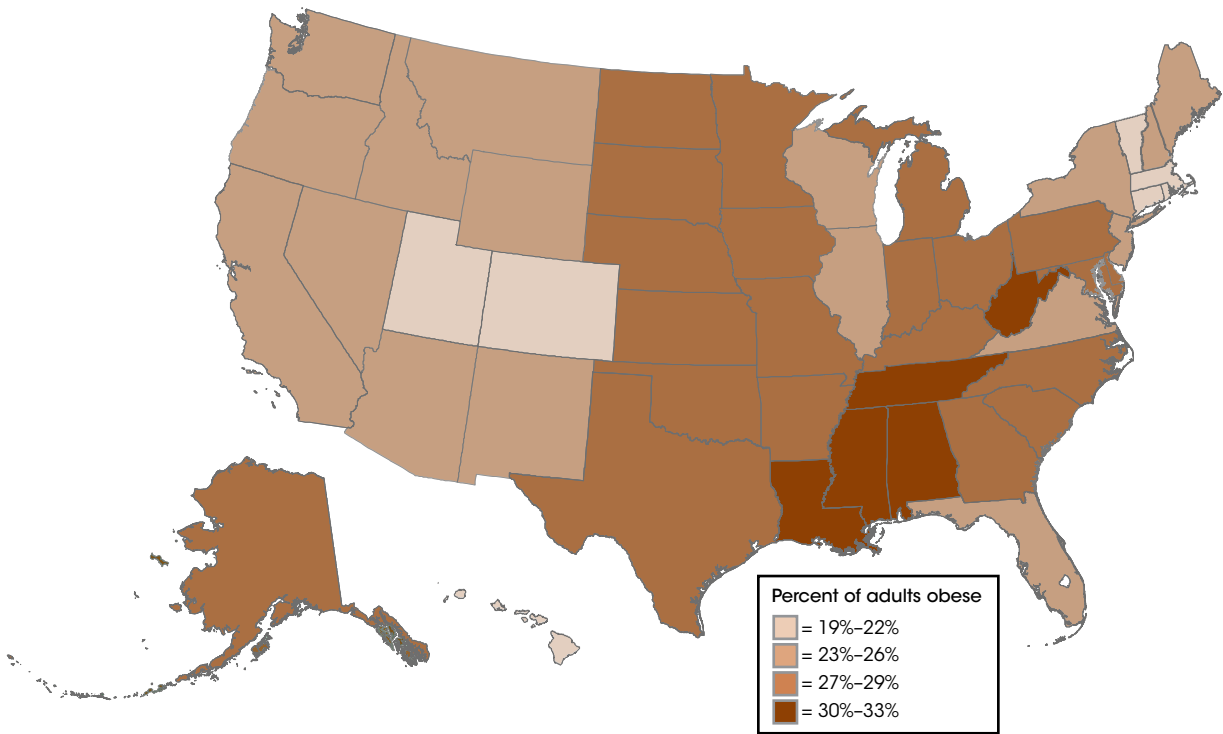 Percent of adults obese
= 19%–22%
= 23%–26%
= 27%–29%
= 30%–33%